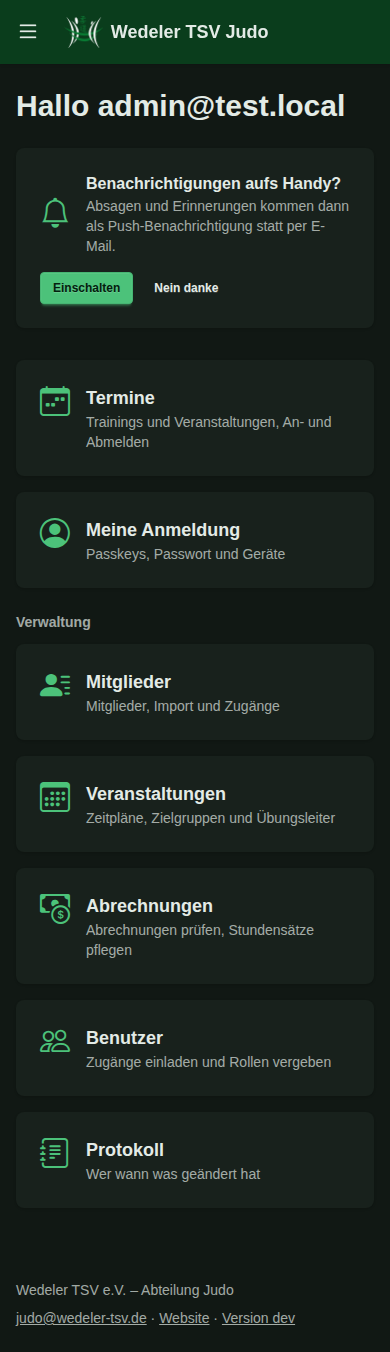 Wedeler TSV Judo
Hallo admin@test.local
Benachrichtigungen aufs Handy?
Absagen und Erinnerungen kommen dann
als Push-Benachrichtigung statt per E-
Mail.
Einschalten
Nein danke
Termine
Trainings und Veranstaltungen, An- und
Abmelden
Meine Anmeldung
Passkeys, Passwort und Geräte
Verwaltung
Mitglieder
Mitglieder, Import und Zugänge
Veranstaltungen
Zeitpläne, Zielgruppen und Übungsleiter
Abrechnungen
Abrechnungen prüfen, Stundensätze
pflegen
Benutzer
Zugänge einladen und Rollen vergeben
Protokoll
Wer wann was geändert hat
Wedeler TSV e.V. – Abteilung Judo
judo@wedeler-tsv.de · Website · Version dev